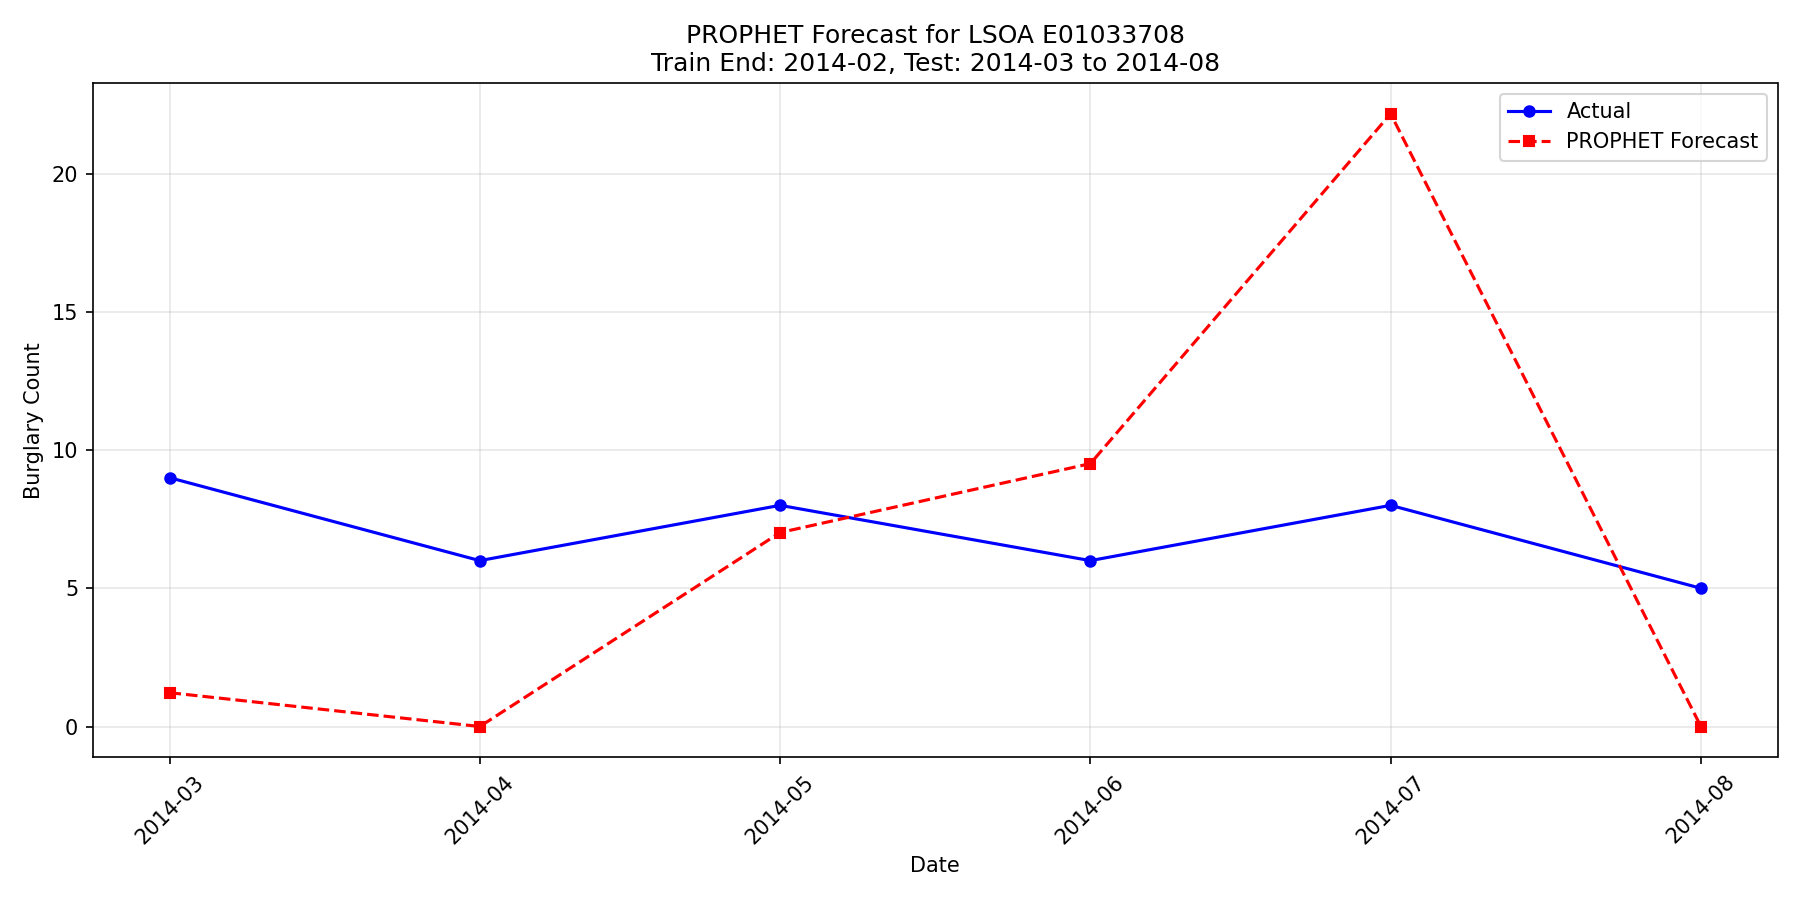 PROPHET Forecast for LSOA E01033708
Train End: 2014-02, Test: 2014-03 to 2014-08
Actual
PROPHET Forecast
Burglary Count
20
15
10
5
0
2014-03
2014-04
2014-05
2014-06
2014-07
2014-08
Date